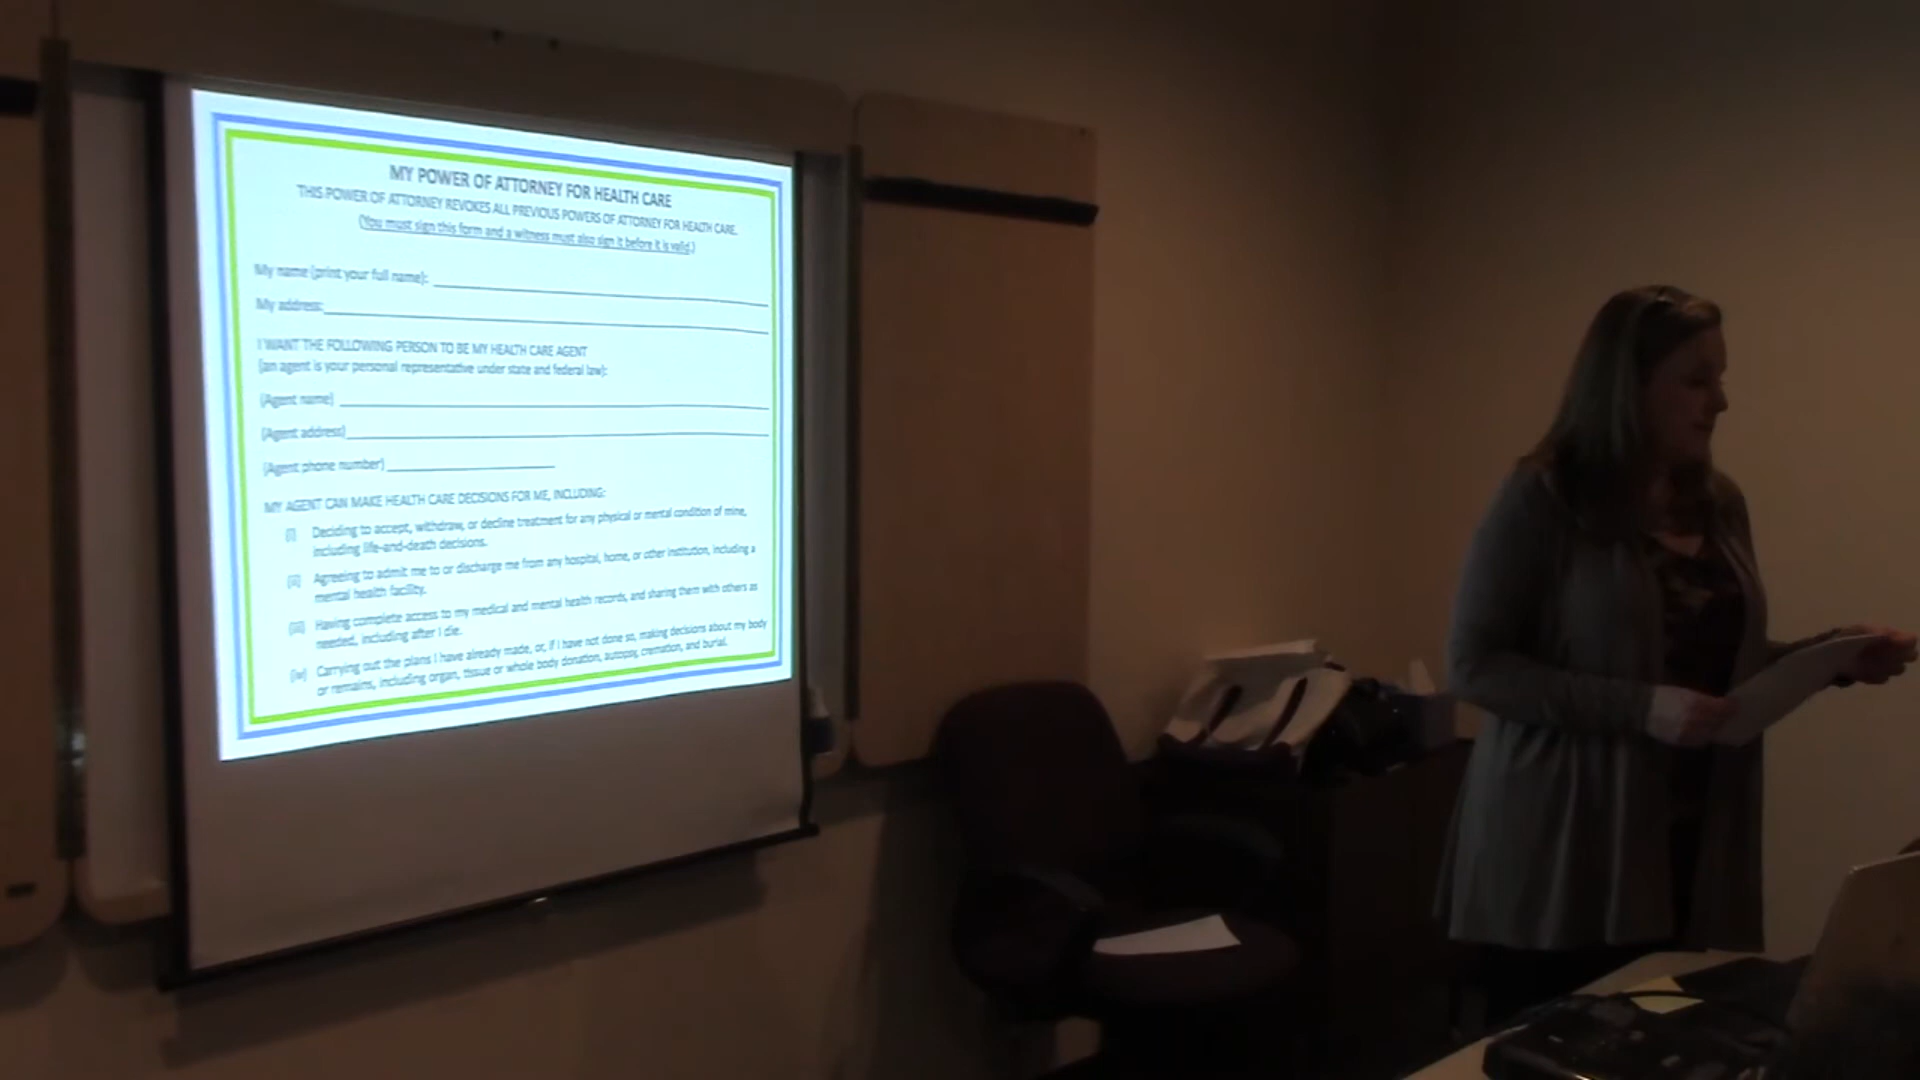 MY POWER OF ATTORNEY FOR HEALTH CARE
THIS POWER OF ATTORNEY REVOKES ALL PREVIOUS POWERS OF ATTORNEY FOR HEALTH CARE.
(You must sign this form and a witness must also sign it before it is valid.)
My name (print your full name):
My address:
I WANT THE FOLLOWING PERSON TO BE MY HEALTH CARE AGENT
(an agent is your personal representative under state and federal law):
(Agent name)
(Agent address)
(Agent phone number)
MY AGENT CAN MAKE HEALTH CARE DECISIONS FOR ME, INCLUDING:
(i) Deciding to accept, withdraw, or decline treatment for any physical or mental condition of mine,
including life-and-death decisions.
(ii) Agreeing to admit me to or discharge me from any hospital, home, or other institution, including a
mental health facility.
(iii) Having complete access to my medical and mental health records, and sharing them with others as
needed, including after I die.
(iv) Carrying out the plans I have already made, or, if I have not done so, making decisions about my body
or remains, including organ, tissue or whole body donation, autopsy, cremation, and burial.